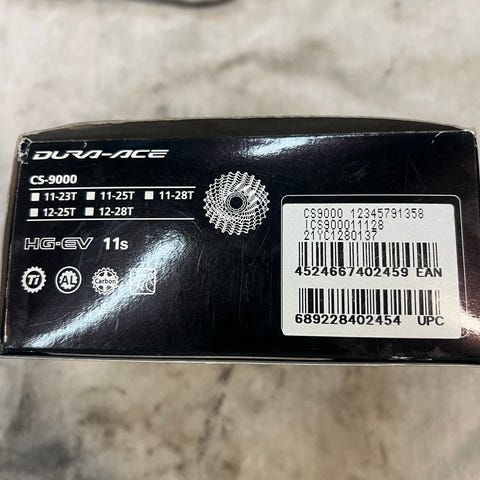 DURA-ACE
CS-9000
11-23T 11-25T 11-28T
12-25T 12-28T
HG-EV 11s
Ti AL Carbon
CS9000 12345791358
ICS900011128
21YC1280137
4524667402459 EAN
689228402454 UPC